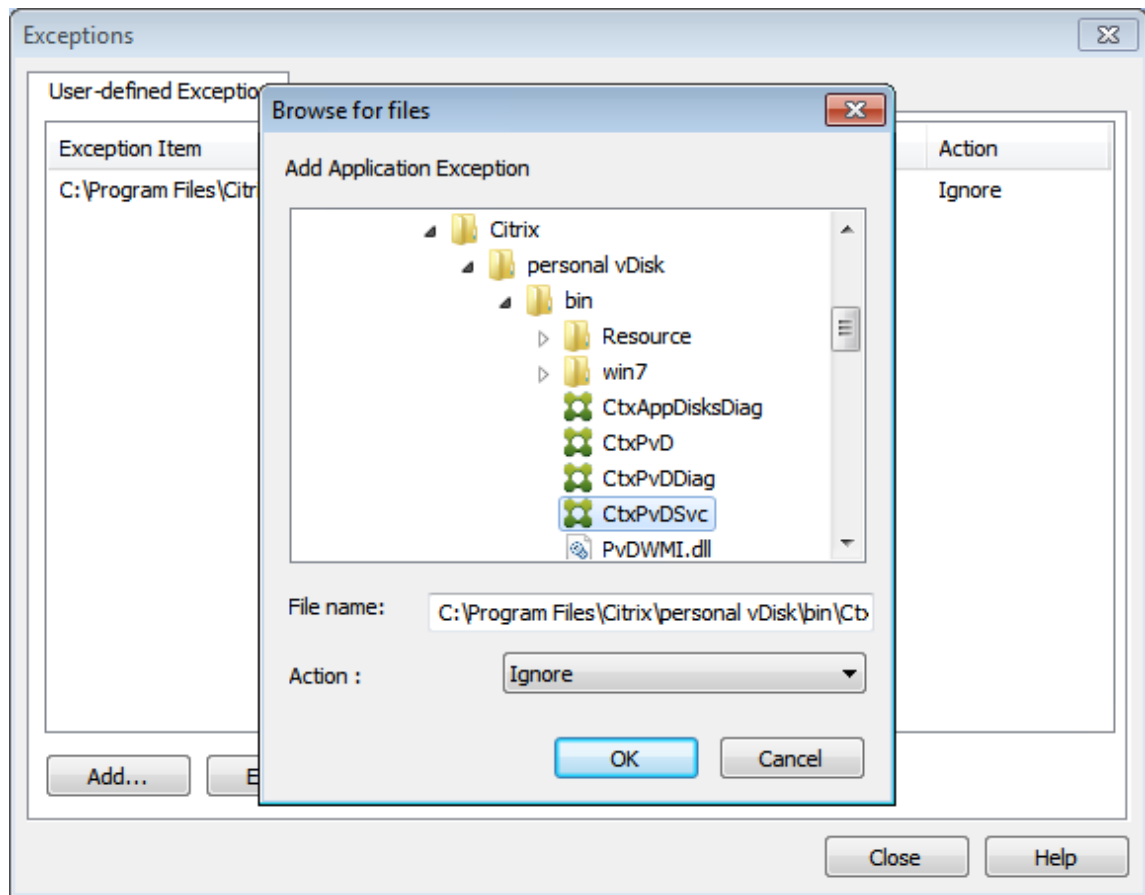 Exceptions
User-defined Exceptio
Exception Item
Action
C:\Program Files\Citri
Ignore
Browse for files
Add Application Exception
Citrix
personal vDisk
bin
Resource
win7
CtxAppDisksDiag
CtxPvD
CtxPvDDiag
CtxPvDSvc
PvDWMI.dll
File name:
C:\Program Files\Citrix\personal vDisk\bin\Ctx
Action :
Ignore
OK
Cancel
Add...
E
Close
Help